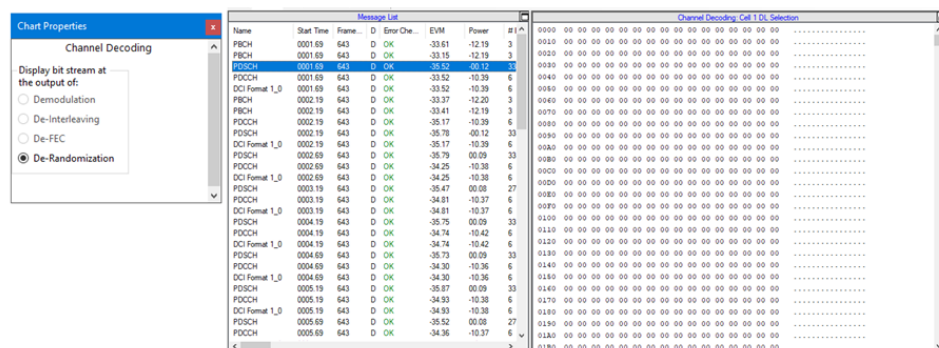 Chart Properties
x
Channel Decoding
Display bit stream at
the output of:
Demodulation
De-Interleaving
De-FEC
De-Randomization
Message List
Name Start Time Frame... D Error Che... EVM Power # I
PBCH 0001.69 643 D OK -33.61 -12.19 3
PBCH 0001.69 643 D OK -33.15 -12.19 3
PDSCH 0001.69 643 D OK -35.52 -00.12 33
PDCCH 0001.69 643 D OK -33.52 -10.39 6
DCI Format 1_0 0001.69 643 D OK -33.52 -10.39 6
PBCH 0002.19 643 D OK -33.37 -12.20 3
PBCH 0002.19 643 D OK -33.41 -12.19 3
PDCCH 0002.19 643 D OK -35.17 -10.39 6
PDSCH 0002.19 643 D OK -35.78 -00.12 33
DCI Format 1_0 0002.19 643 D OK -35.17 -10.39 6
PDSCH 0002.69 643 D OK -35.79 00.09 33
PDCCH 0002.69 643 D OK -34.25 -10.38 6
DCI Format 1_0 0002.69 643 D OK -34.25 -10.38 6
PDSCH 0003.19 643 D OK -35.47 00.08 27
PDCCH 0003.19 643 D OK -34.81 -10.37 6
DCI Format 1_0 0003.19 643 D OK -34.81 -10.37 6
PDSCH 0004.19 643 D OK -35.75 00.09 33
PDCCH 0004.19 643 D OK -34.74 -10.42 6
DCI Format 1_0 0004.19 643 D OK -34.74 -10.42 6
PDSCH 0004.69 643 D OK -35.73 00.09 33
PDCCH 0004.69 643 D OK -34.30 -10.36 6
DCI Format 1_0 0004.69 643 D OK -34.30 -10.36 6
PDSCH 0005.19 643 D OK -35.87 00.09 33
PDCCH 0005.19 643 D OK -34.93 -10.38 6
DCI Format 1_0 0005.19 643 D OK -34.93 -10.38 6
PDSCH 0005.69 643 D OK -35.52 00.08 27
PDCCH 0005.69 643 D OK -34.36 -10.37 6
Channel Decoding: Cell 1 DL Selection
0000 00 00 00 00 00 00 00 00 00 00 00 00 00 00 00 00 ................
0010 00 00 00 00 00 00 00 00 00 00 00 00 00 00 00 00 ................
0020 00 00 00 00 00 00 00 00 00 00 00 00 00 00 00 00 ................
0030 00 00 00 00 00 00 00 00 00 00 00 00 00 00 00 00 ................
0040 00 00 00 00 00 00 00 00 00 00 00 00 00 00 00 00 ................
0050 00 00 00 00 00 00 00 00 00 00 00 00 00 00 00 00 ................
0060 00 00 00 00 00 00 00 00 00 00 00 00 00 00 00 00 ................
0070 00 00 00 00 00 00 00 00 00 00 00 00 00 00 00 00 ................
0080 00 00 00 00 00 00 00 00 00 00 00 00 00 00 00 00 ................
0090 00 00 00 00 00 00 00 00 00 00 00 00 00 00 00 00 ................
00A0 00 00 00 00 00 00 00 00 00 00 00 00 00 00 00 00 ................
00B0 00 00 00 00 00 00 00 00 00 00 00 00 00 00 00 00 ................
00C0 00 00 00 00 00 00 00 00 00 00 00 00 00 00 00 00 ................
00D0 00 00 00 00 00 00 00 00 00 00 00 00 00 00 00 00 ................
00E0 00 00 00 00 00 00 00 00 00 00 00 00 00 00 00 00 ................
00F0 00 00 00 00 00 00 00 00 00 00 00 00 00 00 00 00 ................
0100 00 00 00 00 00 00 00 00 00 00 00 00 00 00 00 00 ................
0110 00 00 00 00 00 00 00 00 00 00 00 00 00 00 00 00 ................
0120 00 00 00 00 00 00 00 00 00 00 00 00 00 00 00 00 ................
0130 00 00 00 00 00 00 00 00 00 00 00 00 00 00 00 00 ................
0140 00 00 00 00 00 00 00 00 00 00 00 00 00 00 00 00 ................
0150 00 00 00 00 00 00 00 00 00 00 00 00 00 00 00 00 ................
0160 00 00 00 00 00 00 00 00 00 00 00 00 00 00 00 00 ................
0170 00 00 00 00 00 00 00 00 00 00 00 00 00 00 00 00 ................
0180 00 00 00 00 00 00 00 00 00 00 00 00 00 00 00 00 ................
0190 00 00 00 00 00 00 00 00 00 00 00 00 00 00 00 00 ................
01A0 00 00 00 00 00 00 00 00 00 00 00 00 00 00 00 00 ................
01B0 00 00 00 00 00 00 00 00 00 00 00 00 00 00 00 00 ................